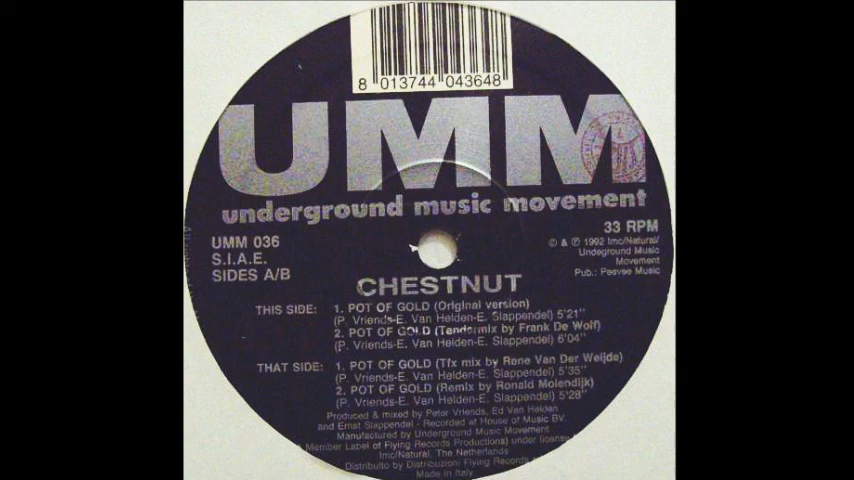 8 013744 043648
UMM
underground music movement
UMM 036
S.I.A.E.
SIDES A/B
33 RPM
© & ℗ 1992 Imc/Natural/
Undeground Music
Movement
Pub.: Peevee Music
CHESTNUT
THIS SIDE: 1. POT OF GOLD (Original version)
(P. Vriends-E. Van Helden-E. Slappendel) 5'21"
2. POT OF GOLD (Tendermix by Frank De Wolf)
(P. Vriends-E. Van Helden-E. Slappendel) 6'04"
THAT SIDE: 1. POT OF GOLD (Tfx mix by Rene Van Der Weijde)
(P. Vriends-E. Van Helden-E. Slappendel) 5'35"
2. POT OF GOLD (Remix by Ronald Molendijk)
(P. Vriends-E. Van Helden-E. Slappendel) 5'28"
Produced & mixed by Peter Vriends, Ed Van Helden
and Ernst Slappendel - Recorded at House of Music BV.
Manufactured by Underground Music Movement
Member Label of Flying Records Productions) under license
Imc/Natural, The Netherlands
Distribuito by Distribuzioni Flying Records
Made in Italy